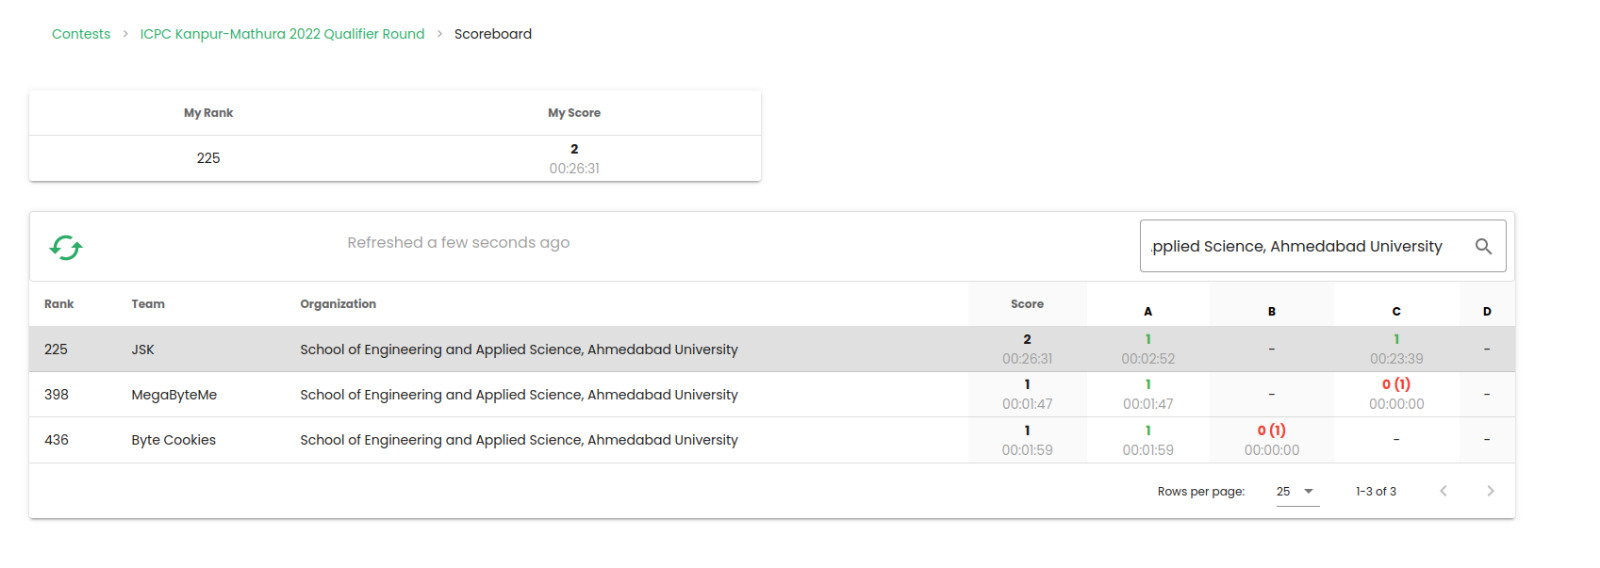 Contests > ICPC Kanpur-Mathura 2022 Qualifier Round > Scoreboard
My Rank My Score
225 2
00:26:31
Refreshed a few seconds ago
pplied Science, Ahmedabad University
Rank Team Organization Score A B C D
225 JSK School of Engineering and Applied Science, Ahmedabad University 2 1 - 1 -
00:26:31 00:02:52 00:23:39
398 MegaByteMe School of Engineering and Applied Science, Ahmedabad University 1 1 - 0 (1) -
00:01:47 00:01:47 00:00:00
436 Byte Cookies School of Engineering and Applied Science, Ahmedabad University 1 1 0 (1) - -
00:01:59 00:01:59 00:00:00
Rows per page: 25 1-3 of 3